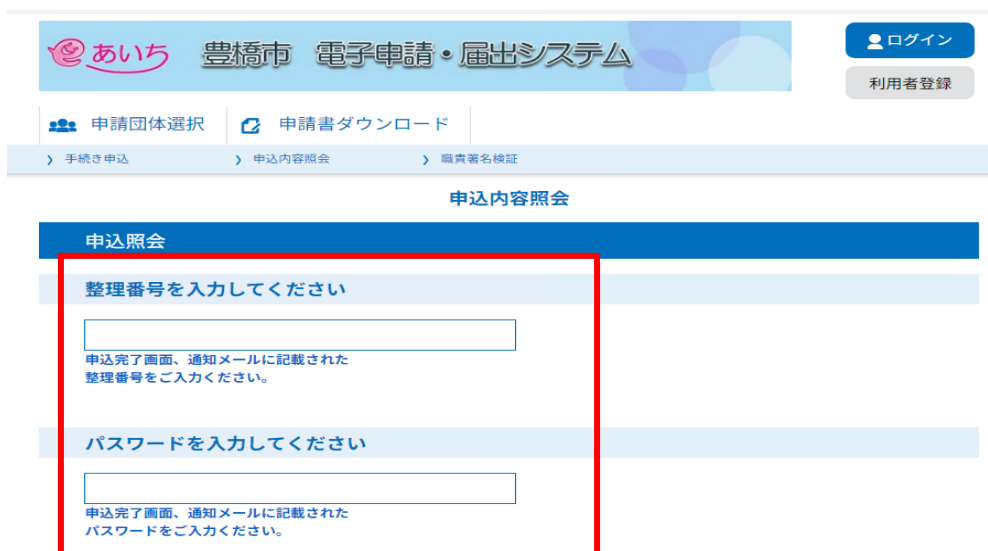 あいち 豊橋市 電子申請・届出システム
ログイン
利用者登録
申請団体選択 申請書ダウンロード
手続き申込 申込内容照会 職責署名検証
申込内容照会
申込照会
整理番号を入力してください
申込完了画面、通知メールに記載された
整理番号をご入力ください。
パスワードを入力してください
申込完了画面、通知メールに記載された
パスワードをご入力ください。